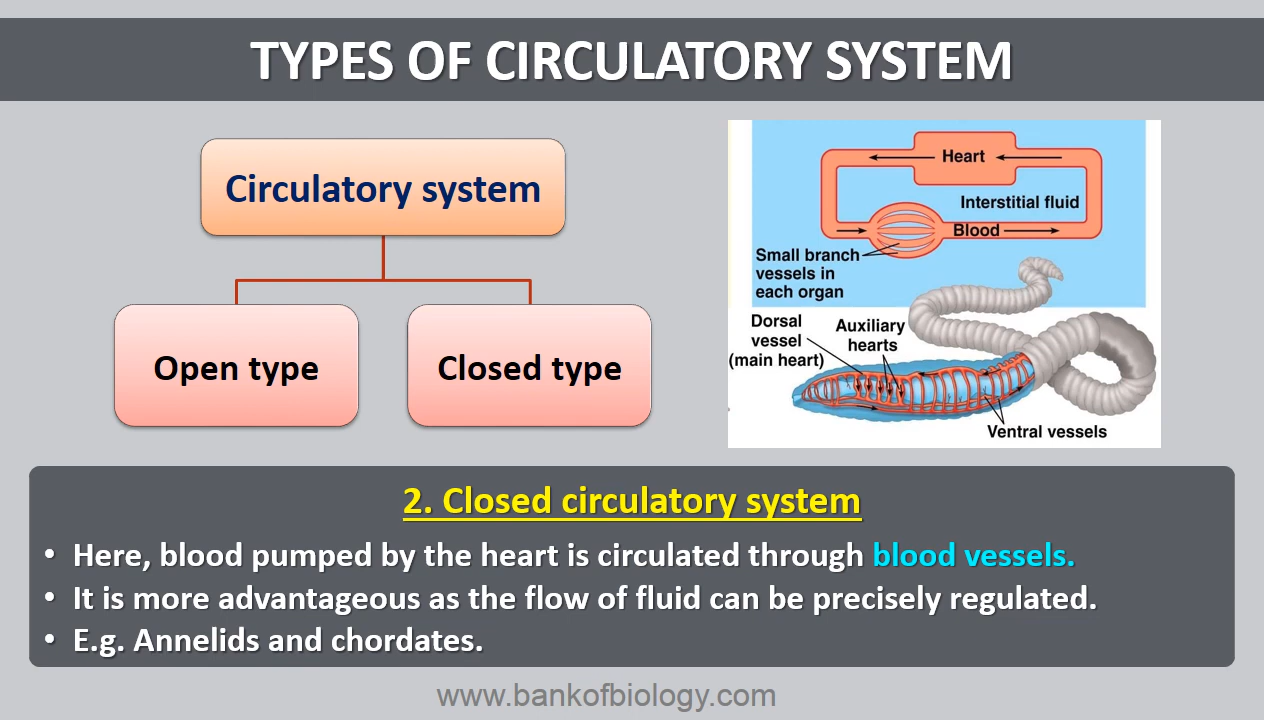 TYPES OF CIRCULATORY SYSTEM
Circulatory system
Open type
Closed type
Heart
Interstitial fluid
Blood
Small branch
vessels in
each organ
Dorsal
vessel
(main heart)
Auxiliary
hearts
Ventral vessels
2. Closed circulatory system
• Here, blood pumped by the heart is circulated through blood vessels.
• It is more advantageous as the flow of fluid can be precisely regulated.
• E.g. Annelids and chordates.
www.bankofbiology.com